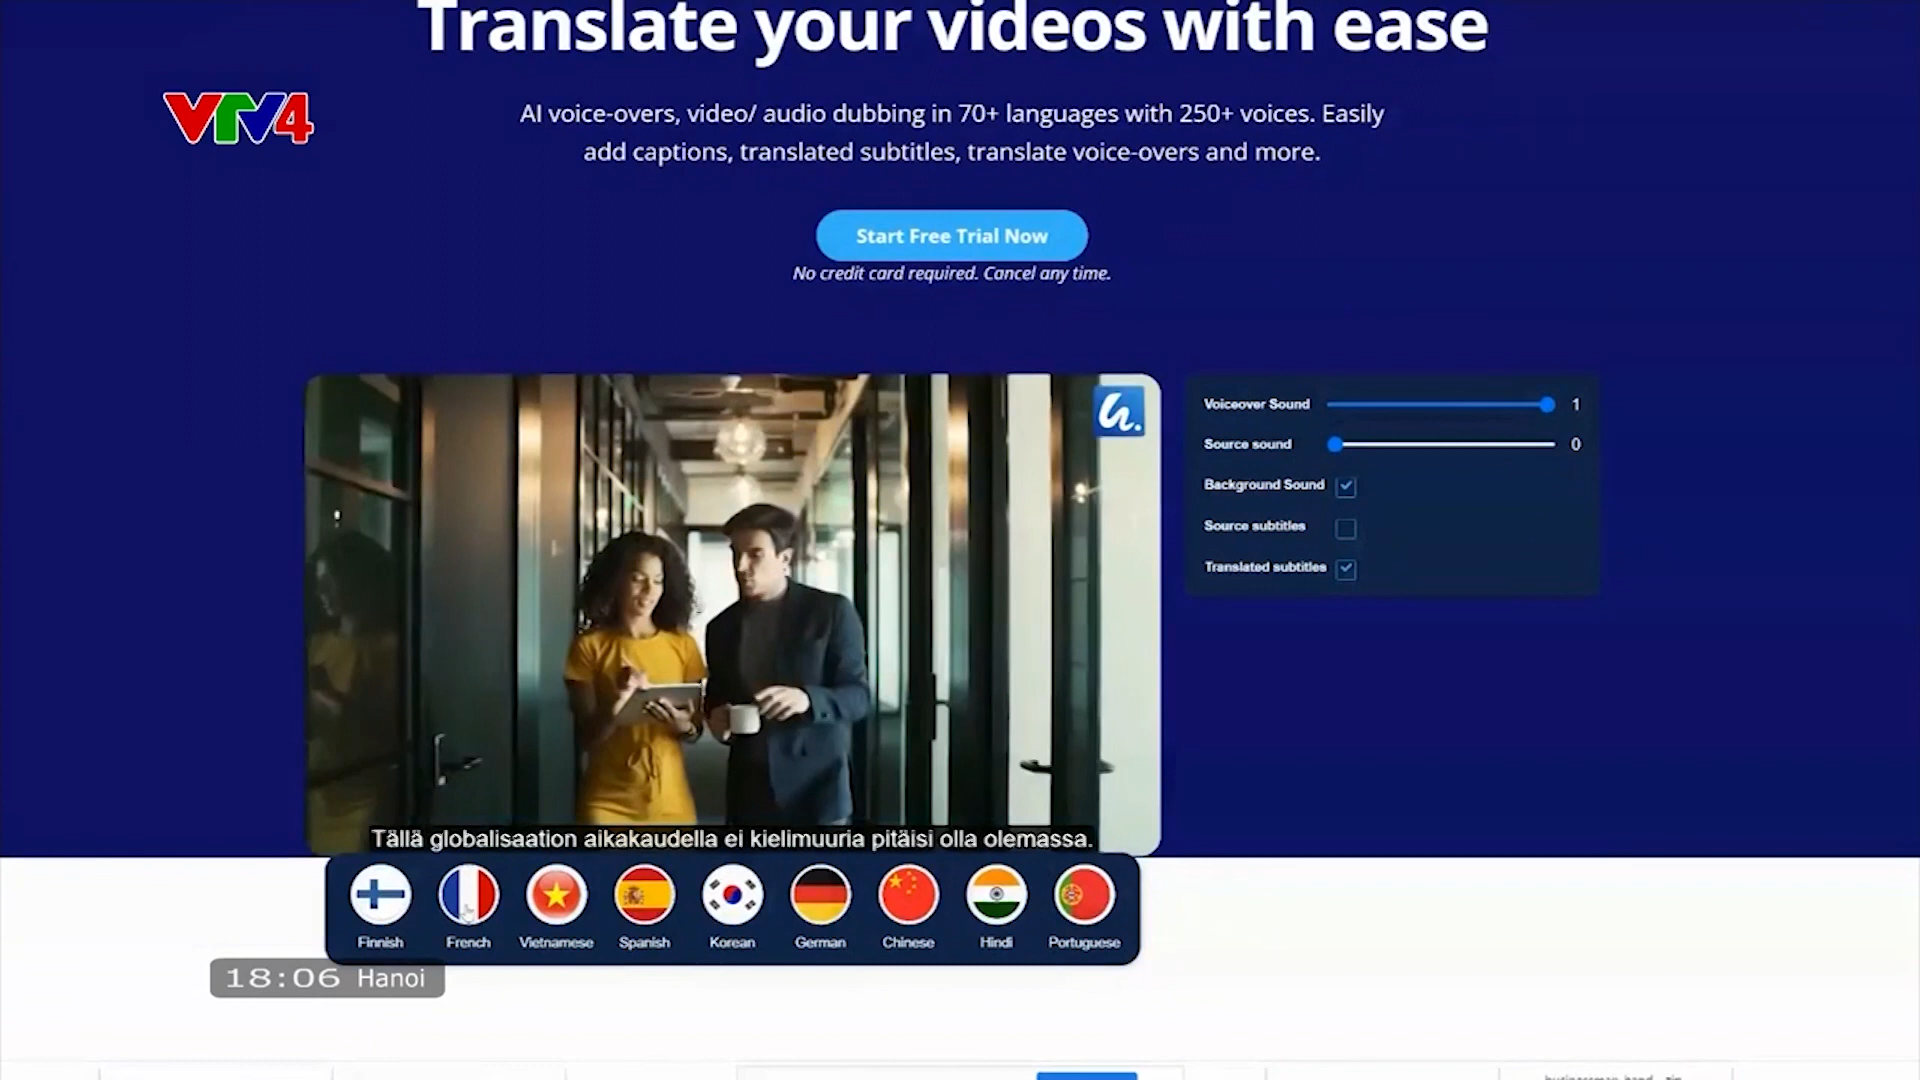 Translate your videos with ease
VTV4
AI voice-overs, video/ audio dubbing in 70+ languages with 250+ voices. Easily
add captions, translated subtitles, translate voice-overs and more.
Start Free Trial Now
No credit card required. Cancel any time.
Voiceover Sound 1
Source sound 0
Background Sound
Source subtitles
Translated subtitles
Tällä globalisaation aikakaudella ei kielimuuria pitäisi olla olemassa.
Finnish French Vietnamese Spanish Korean German Chinese Hindi Portuguese
18:06 Hanoi